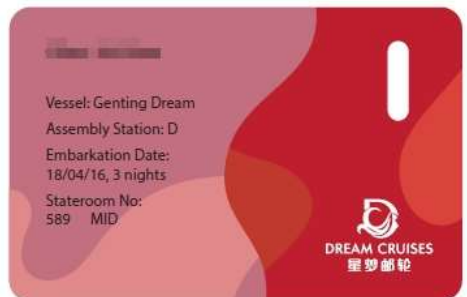 Vessel: Genting Dream
Assembly Station: D
Embarkation Date:
18/04/16, 3 nights
Stateroom No:
589 MID
DREAM CRUISES
星梦邮轮